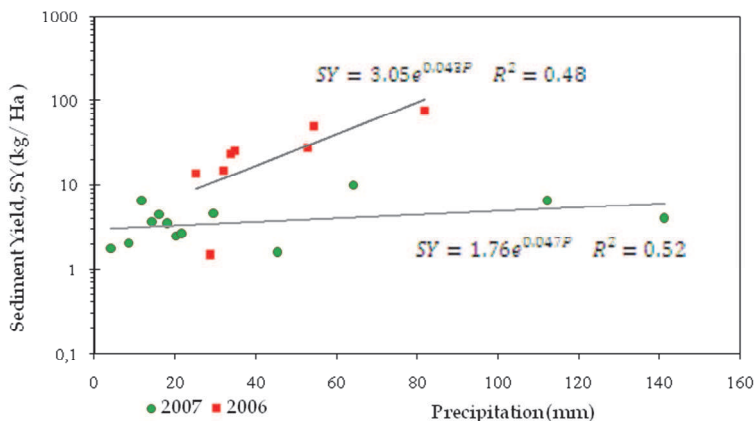 1000
100
10
1
0,1
Sediment Yield, SY (kg/ Ha)
SY = 3.05e^{0.043P} R² = 0.48
SY = 1.76e^{0.047P} R² = 0.52
0 20 40 60 80 100 120 140 160
2007 2006 Precipitation (mm)